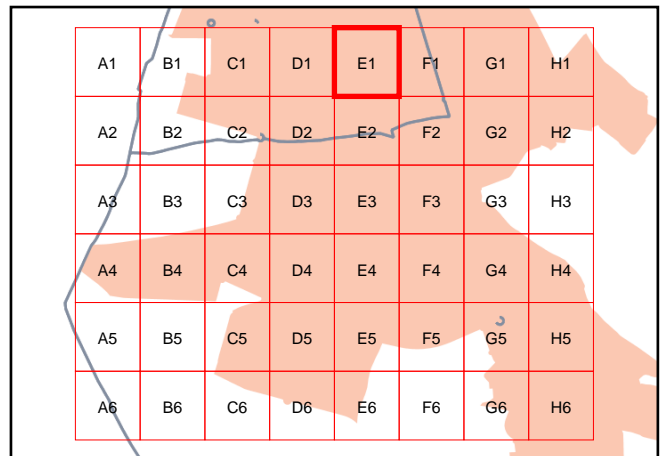 A1 B1 C1 D1 E1 F1 G1 H1
A2 B2 C2 D2 E2 F2 G2 H2
A3 B3 C3 D3 E3 F3 G3 H3
A4 B4 C4 D4 E4 F4 G4 H4
A5 B5 C5 D5 E5 F5 G5 H5
A6 B6 C6 D6 E6 F6 G6 H6